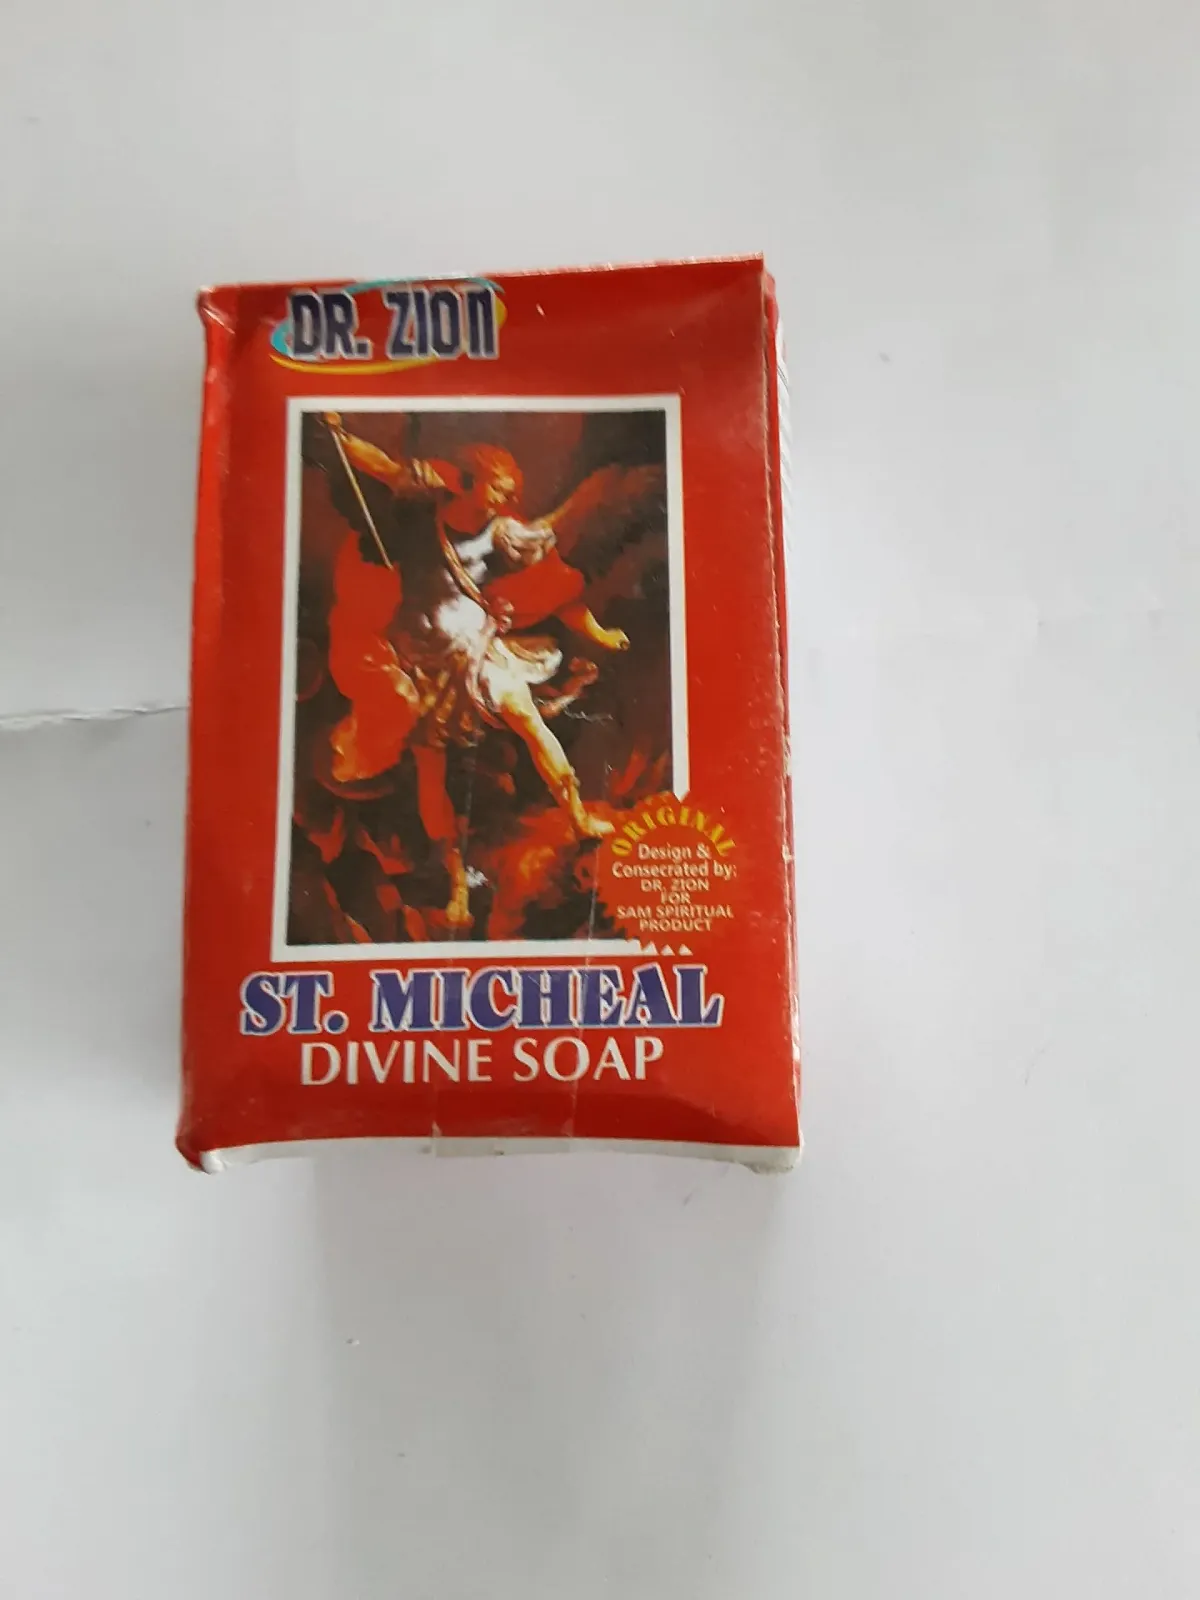 DR. ZION
ORIGINAL
Design &
Consecrated by:
DR. ZION
FOR
SAM SPIRITUAL
PRODUCT
ST. MICHEAL
DIVINE SOAP